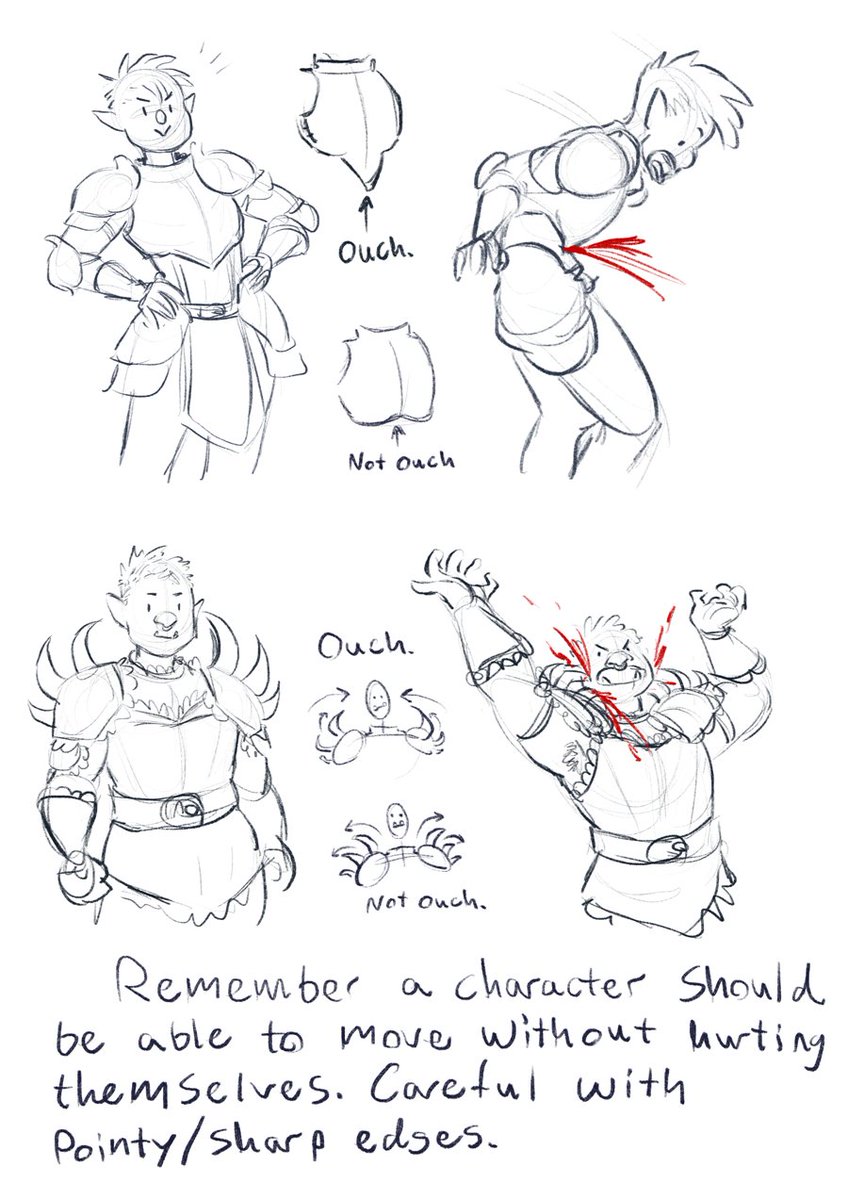 Ouch.
Not Ouch
Ouch.
Not Ouch.
Remember a character should
be able to move without hurting
themselves. Careful with
Pointy/sharp edges.